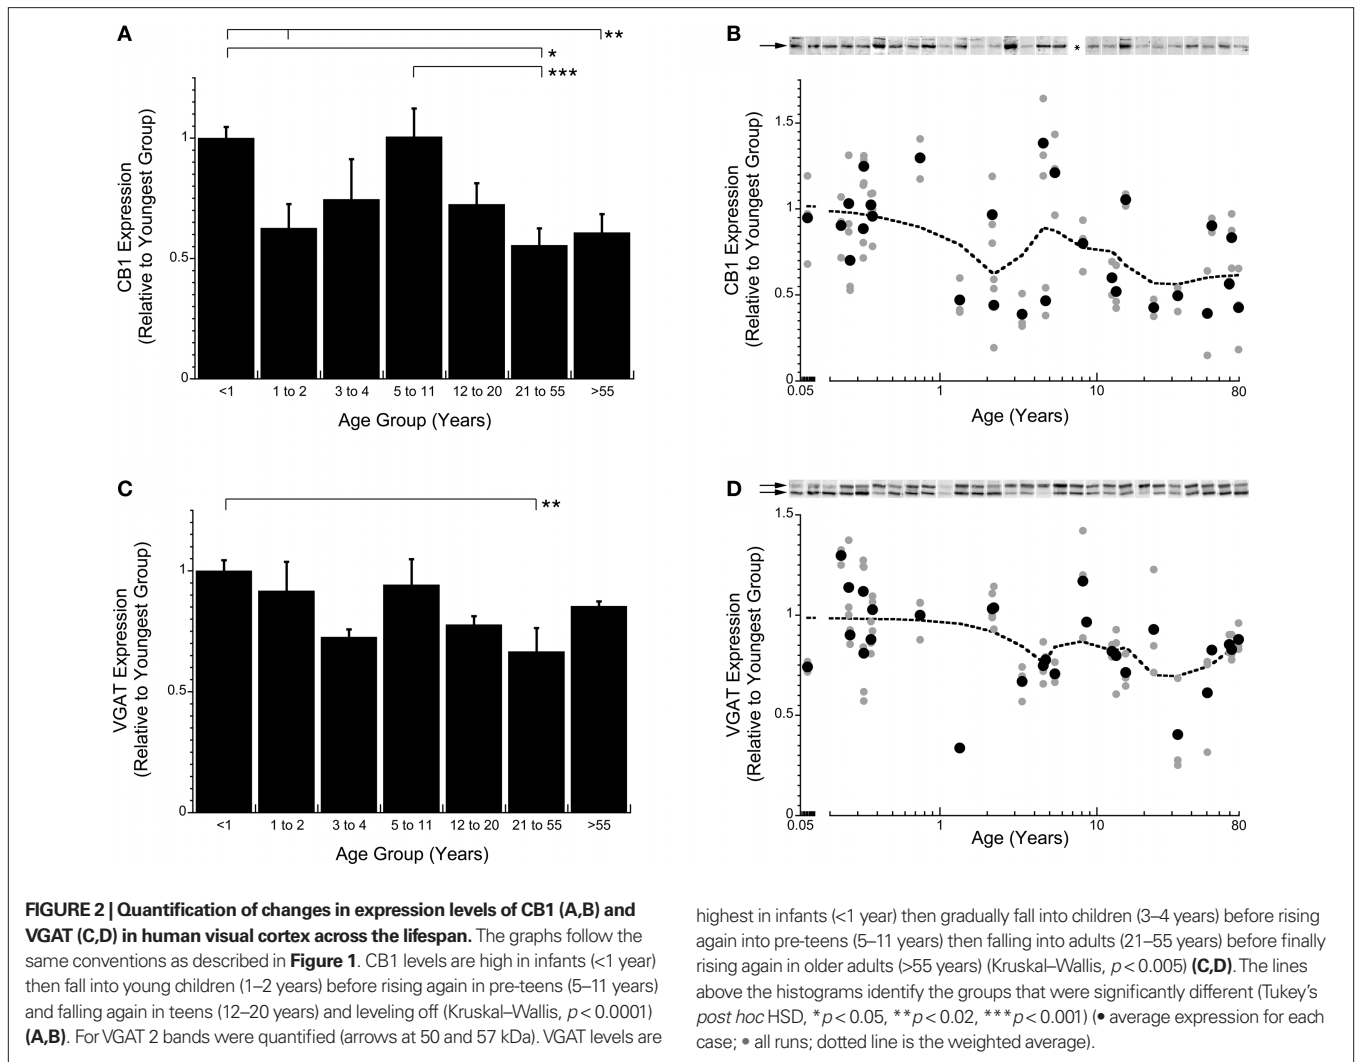 A
**
*
***
CB1 Expression
(Relative to Youngest Group)
1
0.5
0
<1 1 to 2 3 to 4 5 to 11 12 to 20 21 to 55 >55
Age Group (Years)
B
*
CB1 Expression
(Relative to Youngest Group)
1.5
1
0.5
0
0.05 1 10 80
Age (Years)
C
**
VGAT Expression
(Relative to Youngest Group)
1
0.5
0
<1 1 to 2 3 to 4 5 to 11 12 to 20 21 to 55 >55
Age Group (Years)
D
VGAT Expression
(Relative to Youngest Group)
1.5
1
0.5
0
0.05 1 10 80
Age (Years)
FIGURE 2 | Quantification of changes in expression levels of CB1 (A,B) and
VGAT (C,D) in human visual cortex across the lifespan. The graphs follow the
same conventions as described in Figure 1. CB1 levels are high in infants (<1 year)
then fall into young children (1–2 years) before rising again in pre-teens (5–11 years)
and falling again in teens (12–20 years) and leveling off (Kruskal–Wallis, p < 0.0001)
(A,B). For VGAT 2 bands were quantified (arrows at 50 and 57 kDa). VGAT levels are
highest in infants (<1 year) then gradually fall into children (3–4 years) before rising
again into pre-teens (5–11 years) then falling into adults (21–55 years) before finally
rising again in older adults (>55 years) (Kruskal–Wallis, p < 0.005) (C,D). The lines
above the histograms identify the groups that were significantly different (Tukey's
post hoc HSD, *p < 0.05, **p < 0.02, ***p < 0.001) (● average expression for each
case; ● all runs; dotted line is the weighted average).